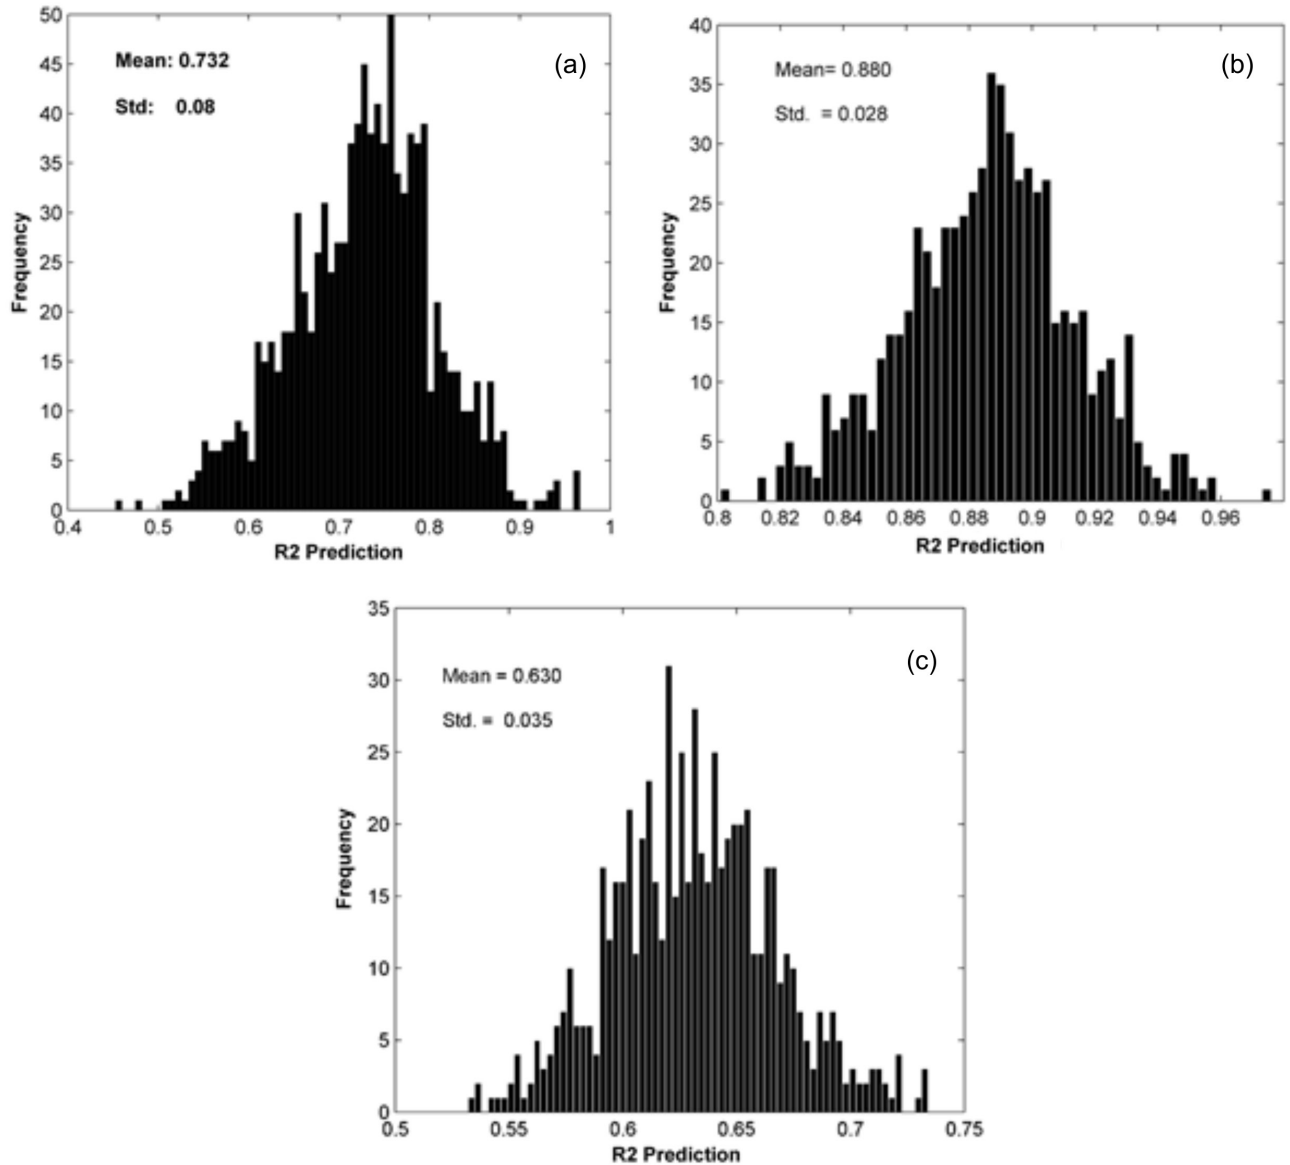 50
45
40
35
30
25
20
15
10
5
0
Frequency
Mean: 0.732
Std: 0.08
(a)
0.4 0.5 0.6 0.7 0.8 0.9 1
R2 Prediction
40
35
30
25
20
15
10
5
0
Frequency
Mean= 0.880
Std. = 0.028
(b)
0.8 0.82 0.84 0.86 0.88 0.9 0.92 0.94 0.96
R2 Prediction
35
30
25
20
15
10
5
0
Frequency
Mean = 0.630
Std. = 0.035
(c)
0.5 0.55 0.6 0.65 0.7 0.75
R2 Prediction